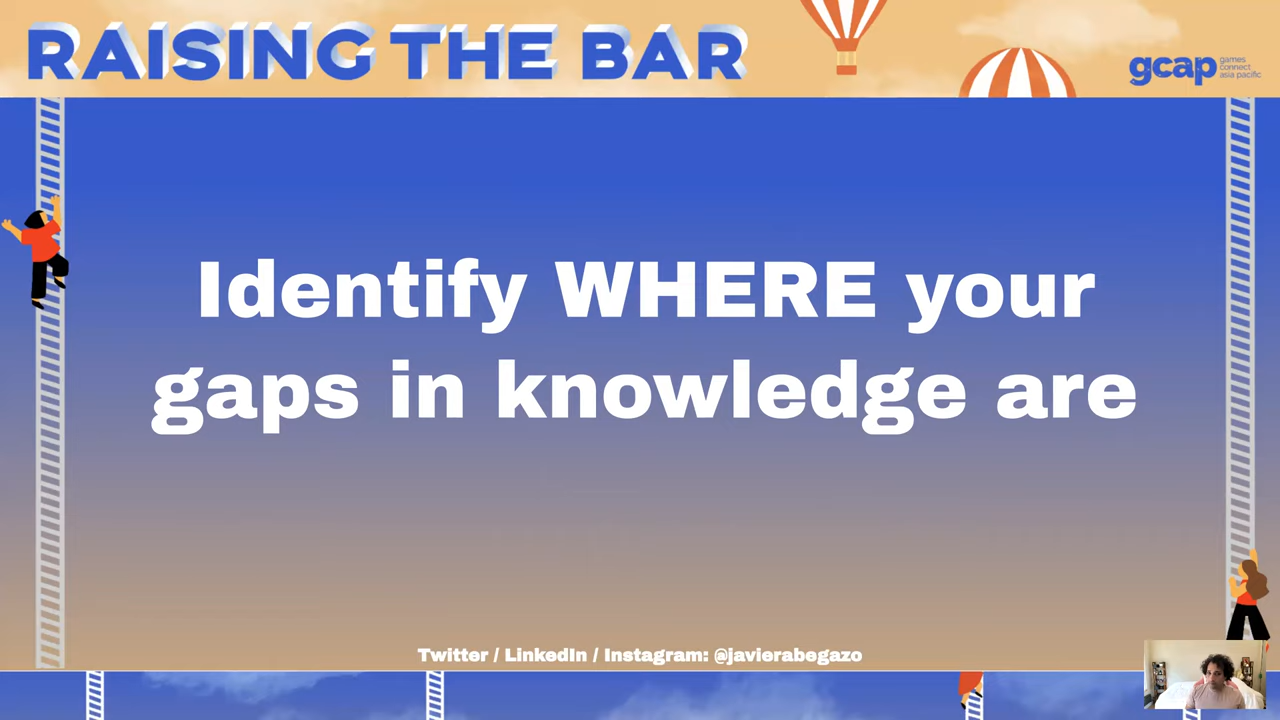 RAISING THE BAR
gcap games
connect
asia pacific
Identify WHERE your
gaps in knowledge are
Twitter / LinkedIn / Instagram: @javierabegazo